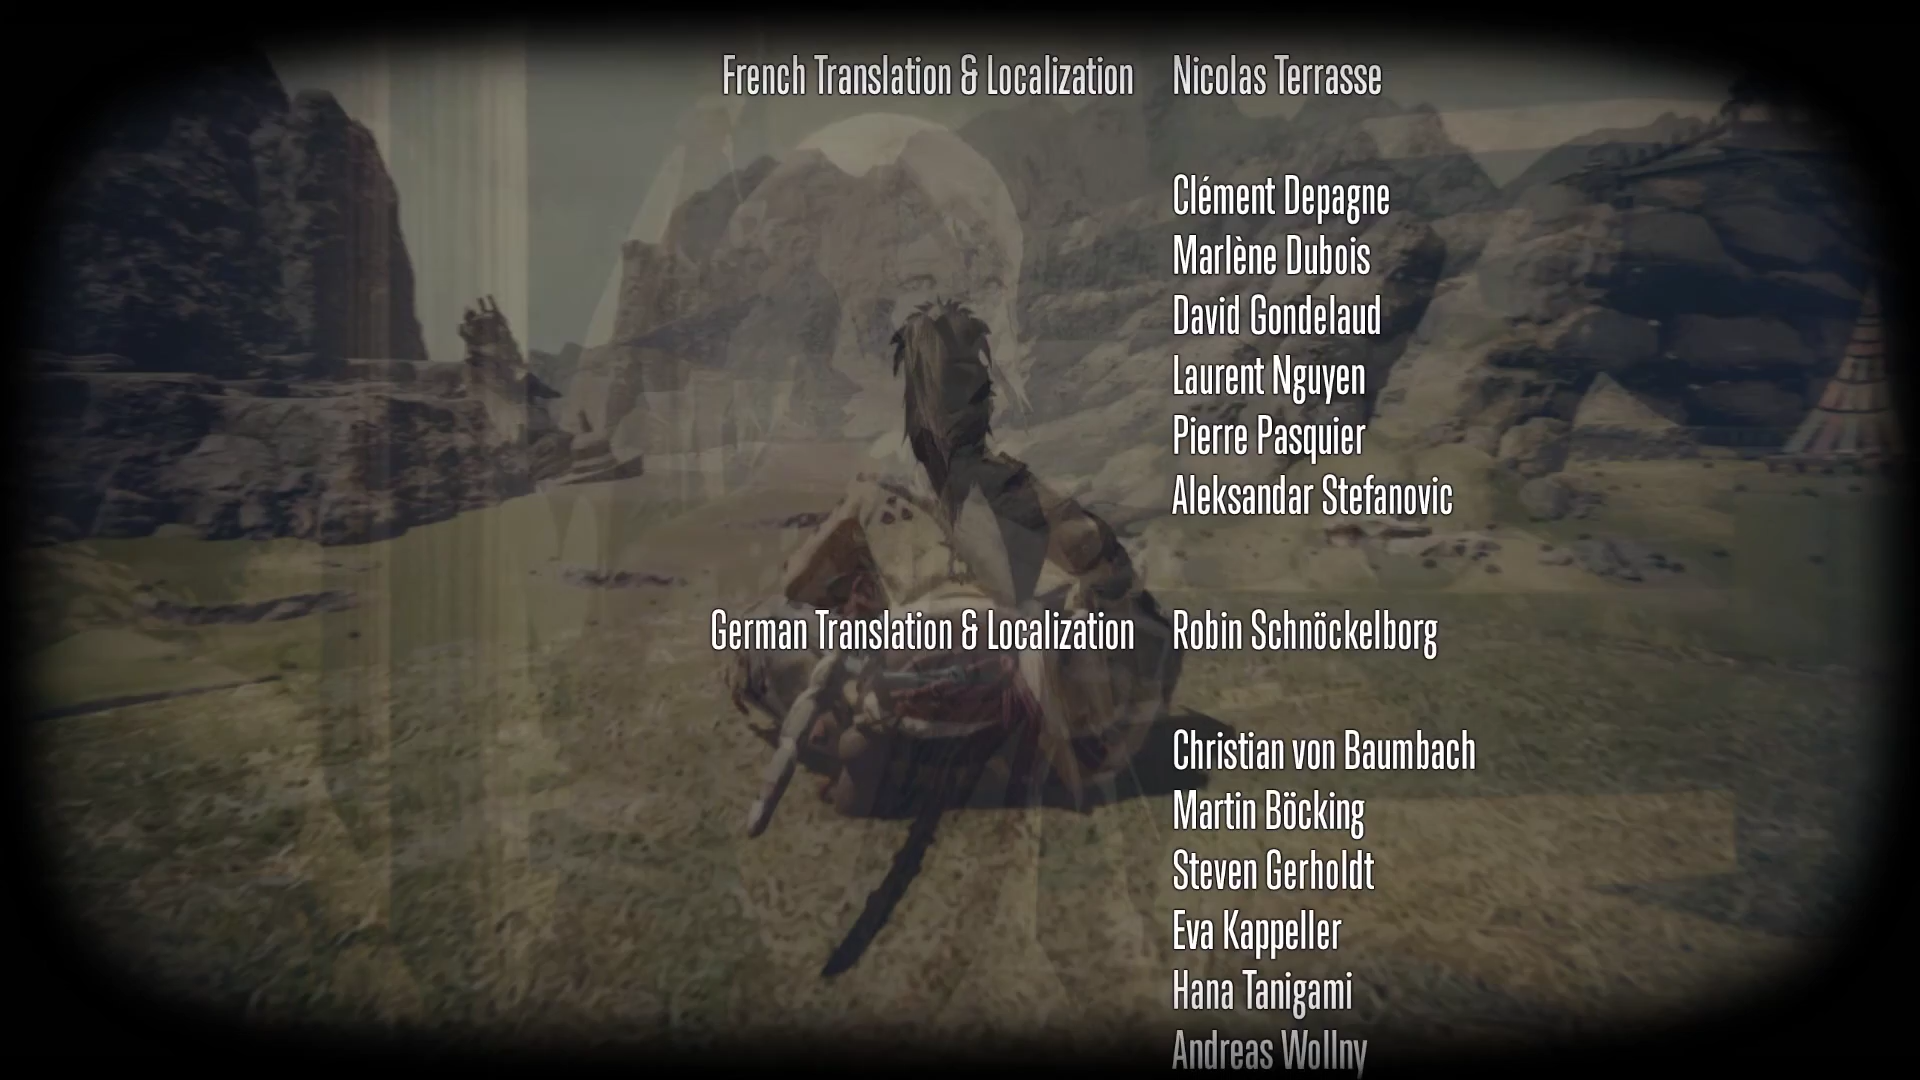 French Translation & Localization Nicolas Terrasse
Clément Depagne
Marlène Dubois
David Gondelaud
Laurent Nguyen
Pierre Pasquier
Aleksandar Stefanovic
German Translation & Localization Robin Schnöckelborg
Christian von Baumbach
Martin Böcking
Steven Gerholdt
Eva Kappeller
Hana Tanigami
Andreas Wollny